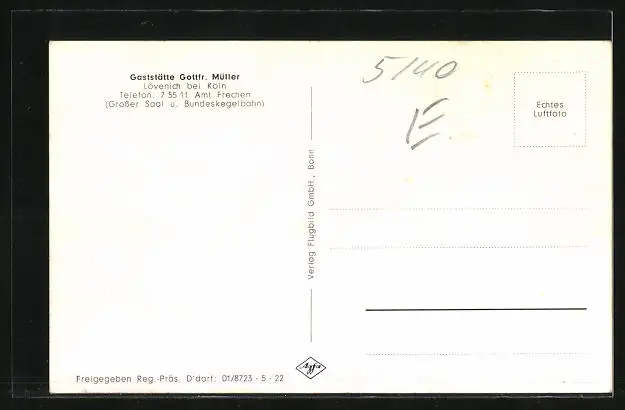 Gaststätte Gottfr. Müller
Lövenich bei Köln
Telefon: 7 55 11 Amt Frechen
(Großer Saal u. Bundeskegelbahn)
5140
E
Echtes
Luftfoto
Verlag Flugbild GmbH., Bonn
Agfa
Freigegeben Reg.-Präs. D'dorf: 01/8723 - 5 - 22